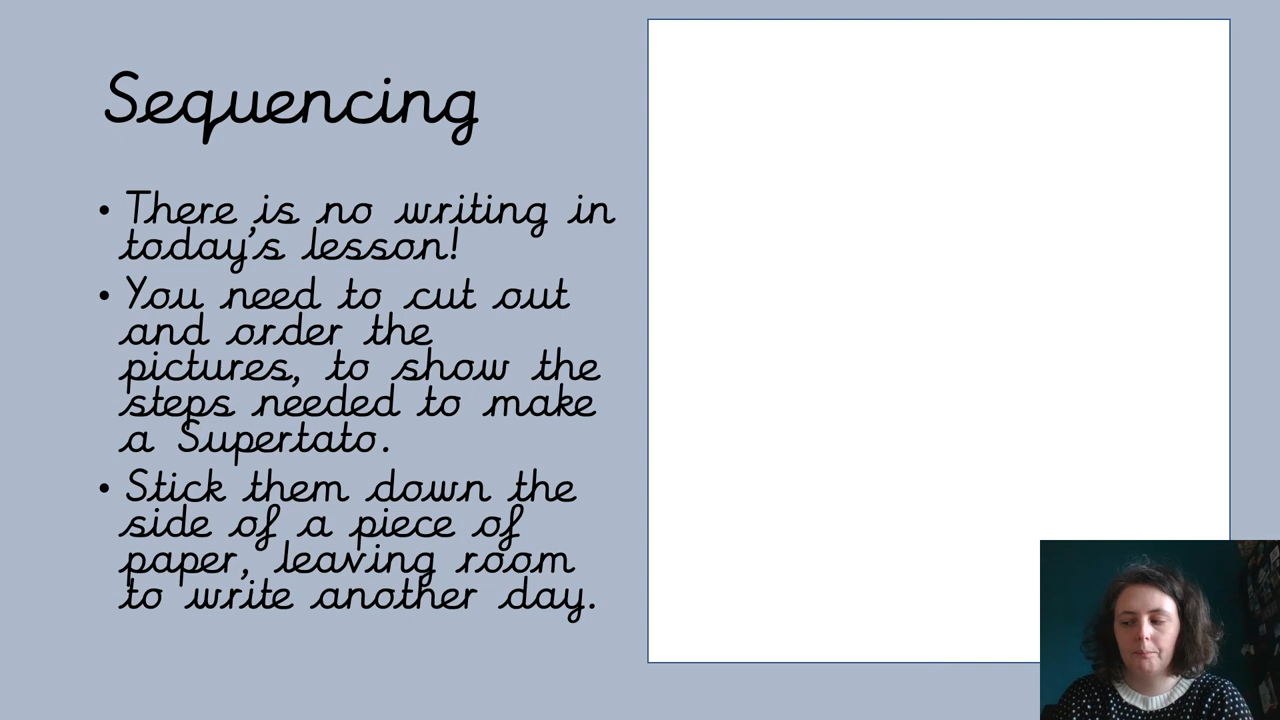 Sequencing
• There is no writing in
today's lesson!
• You need to cut out
and order the
pictures, to show the
steps needed to make
a Supertato.
• Stick them down the
side of a piece of
paper, leaving room
to write another day.